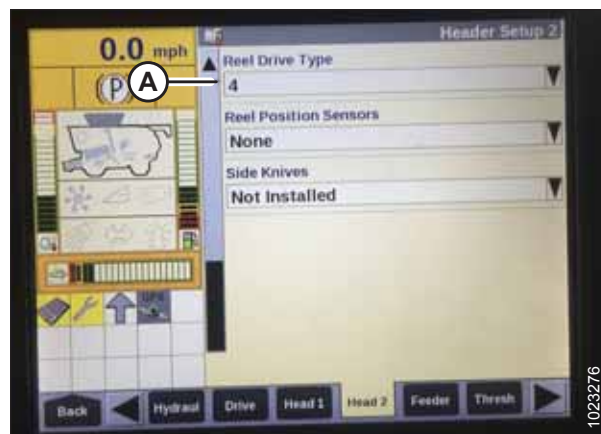 0.0 mph
Header Setup 2
Reel Drive Type
A
4
(P)
Reel Position Sensors
None
Side Knives
Not Installed
GPS
Back
Hydraul
Drive
Head 1
Head 2
Feeder
Thresh
1023276